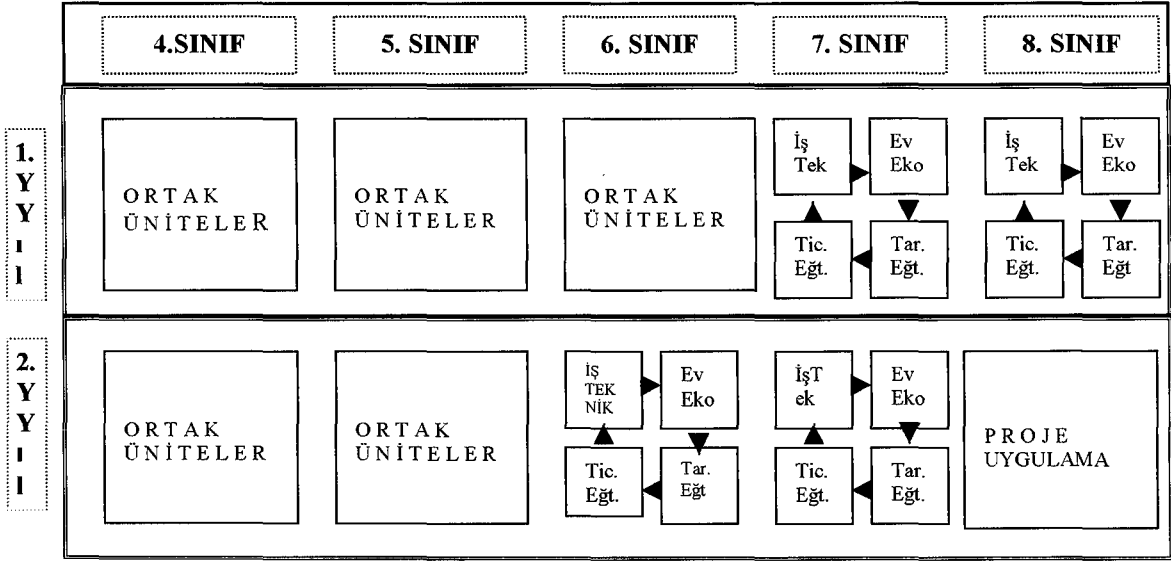 4.SINIF
5. SINIF
6. SINIF
7. SINIF
8. SINIF
1.
Y
Y
ı
l
ORTAK
ÜNİTELER
ORTAK
ÜNİTELER
ORTAK
ÜNİTELER
İş
Tek
Ev
Eko
Tic.
Eğt.
Tar.
Eğt.
İş
Tek
Ev
Eko
Tic.
Eğt.
Tar.
Eğt
2.
Y
Y
ı
l
ORTAK
ÜNİTELER
ORTAK
ÜNİTELER
İŞ
TEK
NİK
Ev
Eko
Tic.
Eğt.
Tar.
Eğt
İşT
ek
Ev
Eko
Tic.
Eğt.
Tar.
Eğt.
PROJE
UYGULAMA